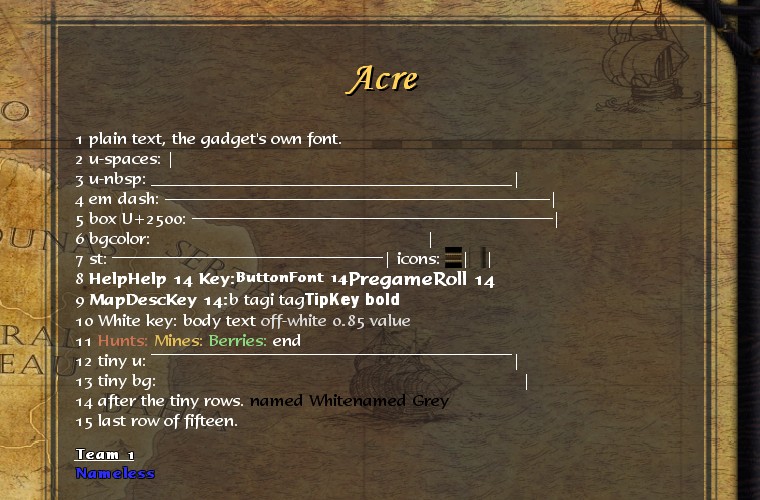 Acre
1 plain text, the gadget's own font.
2 u-spaces: |
3 u-nbsp: ____________________________________|
4 em dash: ———————————————————|
5 box U+2500: ──────────────────────────|
6 bgcolor: |
7 st: ——————————————| icons: | |
8 HelpHelp 14 Key:ButtonFont 14PregameRoll 14
9 MapDescKey 14:b tagi tagTipKey bold
10 White key: body text off-white 0.85 value
11 Hunts: Mines: Berries: end
12 tiny u: ____________________________________|
13 tiny bg: |
14 after the tiny rows. named Whitenamed Grey
15 last row of fifteen.
Team 1
Nameless